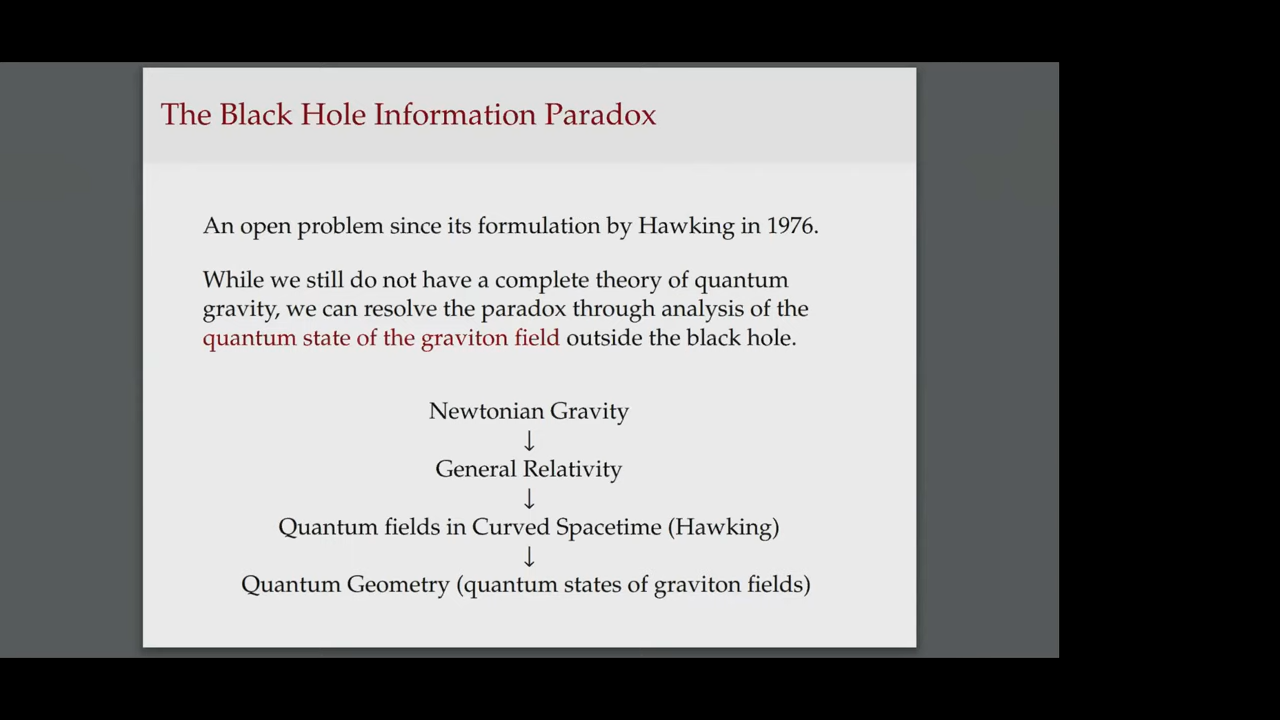 The Black Hole Information Paradox
An open problem since its formulation by Hawking in 1976.
While we still do not have a complete theory of quantum
gravity, we can resolve the paradox through analysis of the
quantum state of the graviton field outside the black hole.
Newtonian Gravity
↓
General Relativity
↓
Quantum fields in Curved Spacetime (Hawking)
↓
Quantum Geometry (quantum states of graviton fields)